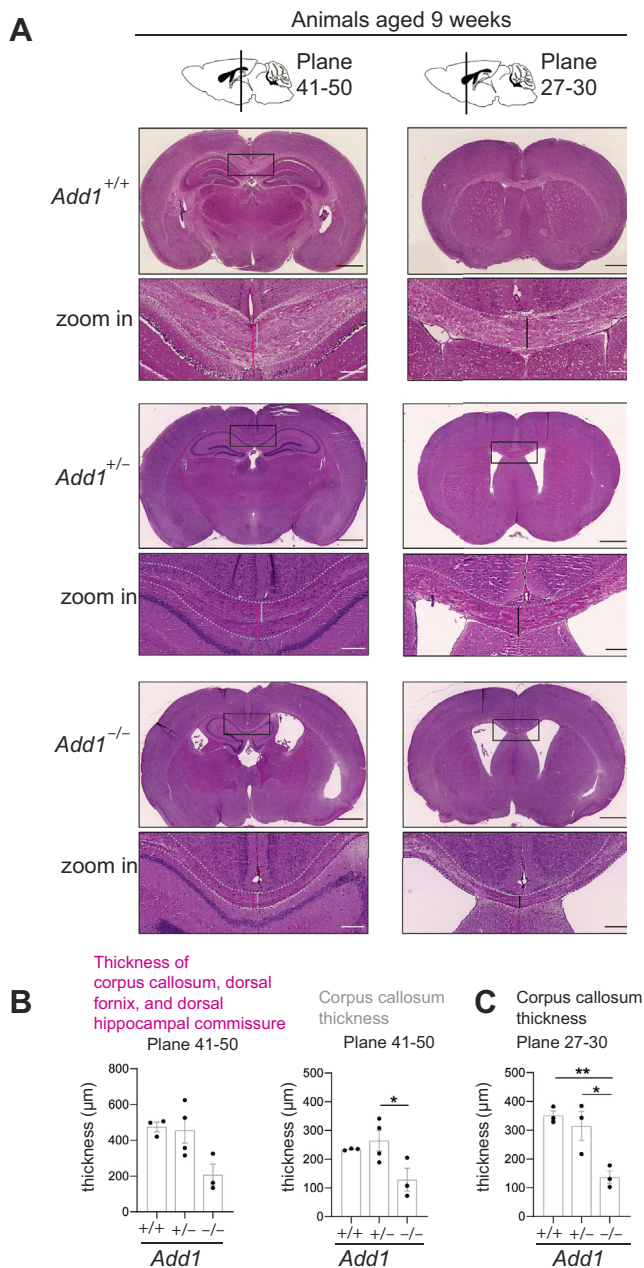 Animals aged 9 weeks
A
Plane
41-50
Plane
27-30
Add1+/+
zoom in
Add1+/−
zoom in
Add1−/−
zoom in
B
Thickness of
corpus callosum, dorsal
fornix, and dorsal
hippocampal commissure
Plane 41-50
thickness (µm)
800
600
400
200
0
+/+ +/− −/−
Add1
Corpus callosum
thickness
Plane 41-50
thickness (µm)
500
400
300
200
100
0
*
+/+ +/− −/−
Add1
C
Corpus callosum
thickness
Plane 27-30
thickness (µm)
500
400
300
200
100
0
**
*
+/+ +/− −/−
Add1